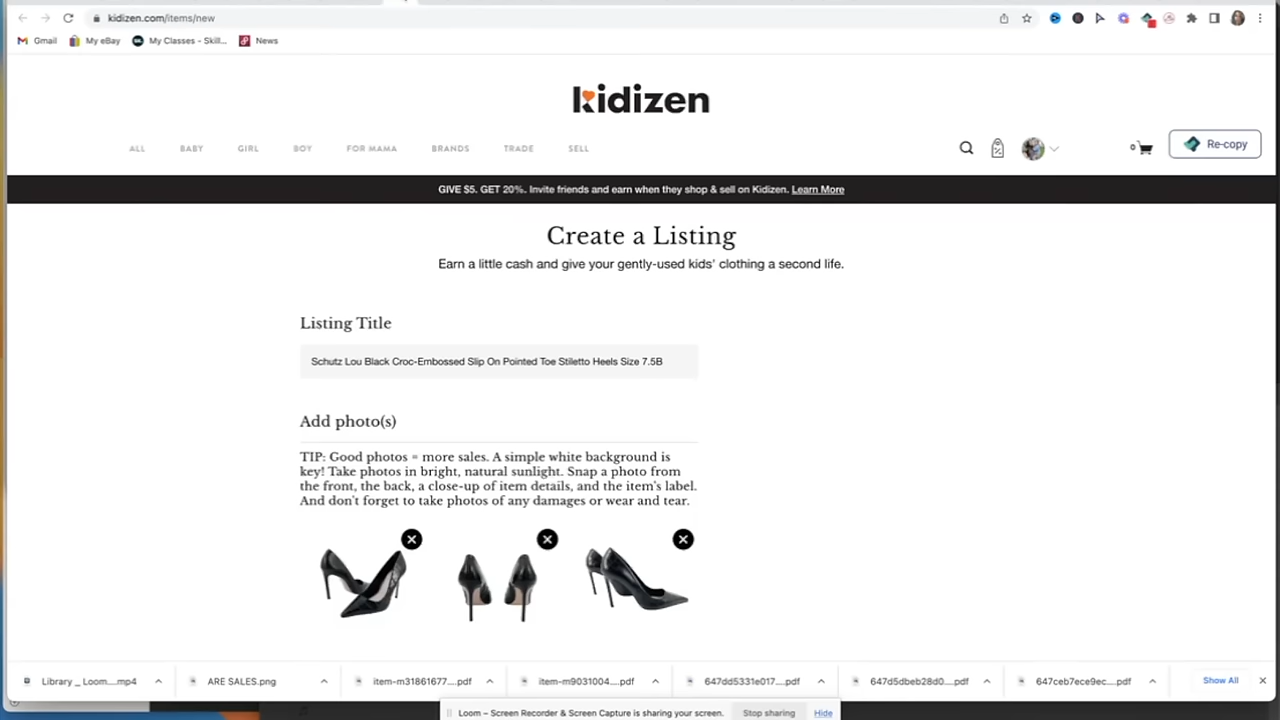 kidizen.com/items/new
Gmail
My eBay
My Classes - Skill...
News
kidizen
ALL BABY GIRL BOY FOR MAMA BRANDS TRADE SELL
0
Re-copy
GIVE $5. GET 20%. Invite friends and earn when they shop & sell on Kidizen. Learn More
Create a Listing
Earn a little cash and give your gently-used kids' clothing a second life.
Listing Title
Schutz Lou Black Croc-Embossed Slip On Pointed Toe Stiletto Heels Size 7.5B
Add photo(s)
TIP: Good photos = more sales. A simple white background is
key! Take photos in bright, natural sunlight. Snap a photo from
the front, the back, a close-up of item details, and the item's label.
And don't forget to take photos of any damages or wear and tear.
Library _ Loom....mp4
ARE SALES.png
item-m31861677....pdf
item-m9031004....pdf
647dd5331e017....pdf
647d5dbeb28d0....pdf
647ceb7ece9ec....pdf
Show All
Loom – Screen Recorder & Screen Capture is sharing your screen.
Stop sharing
Hide